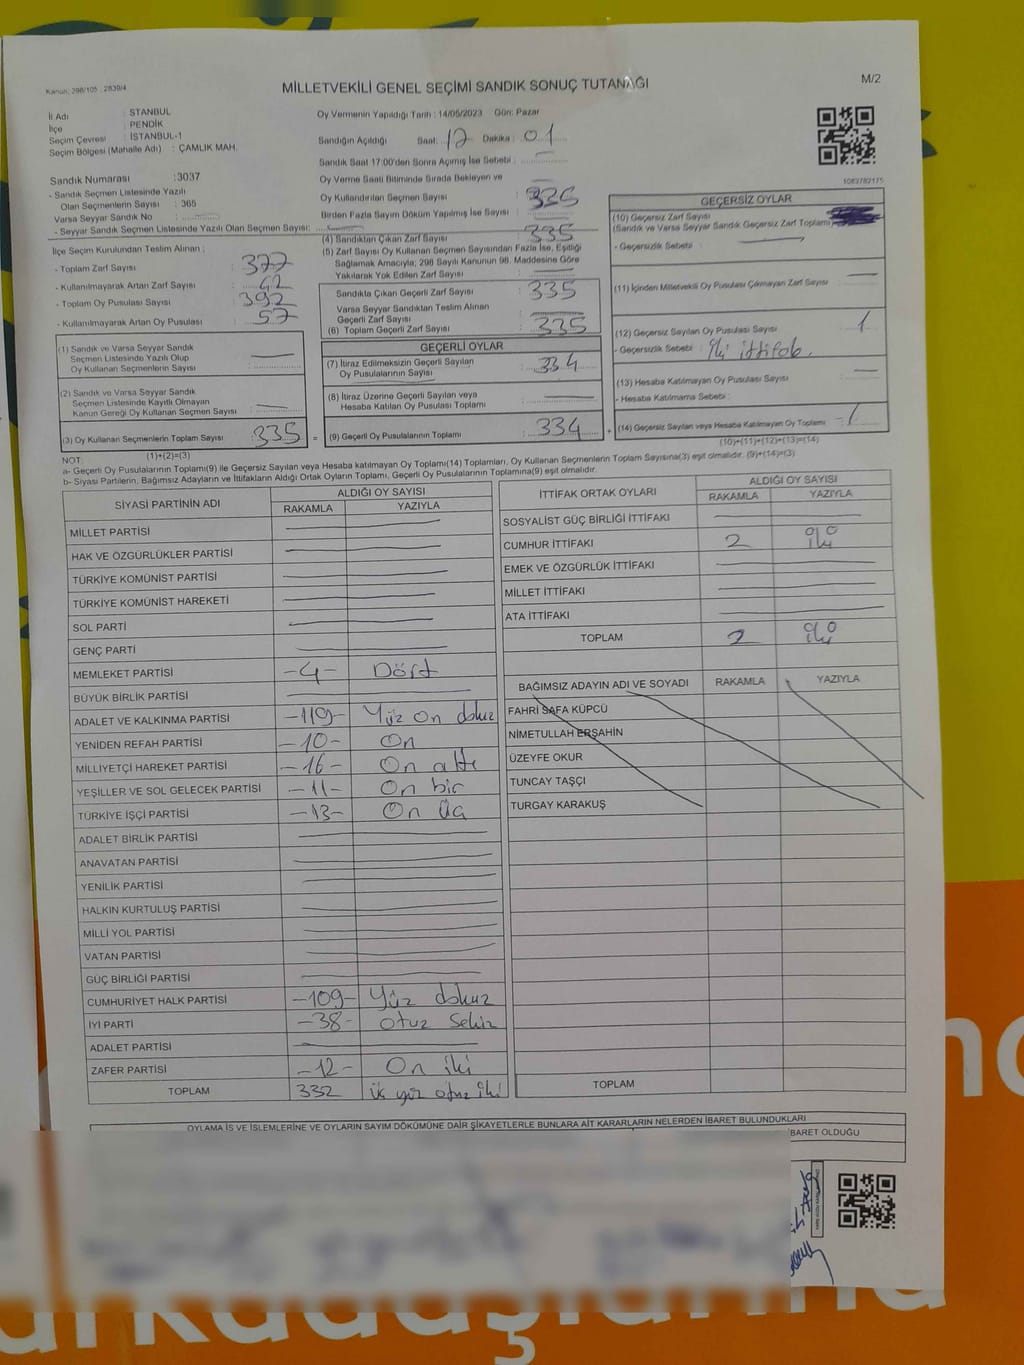 Kanun: 298/105 - 2839/4
MİLLETVEKİLİ GENEL SEÇİMİ SANDIK SONUÇ TUTANAĞI
M/2
İl Adı : STANBUL
İlçe : PENDİK
Seçim Çevresi : İSTANBUL-1
Seçim Bölgesi (Mahalle Adı) : ÇAMLIK MAH.
Oy Vermenin Yapıldığı Tarih : 14/05/2023 Gün: Pazar
Sandığın Açıldığı Saat: 17 Dakika : 01
Sandık Saat 17:00'den Sonra Açmış İse Sebebi :
1083782175
Sandık Numarası : 3037
- Sandık Seçmen Listesinde Yazılı
Olan Seçmenlerin Sayısı : 365
Varsa Seyyar Sandık No :
- Seyyar Sandık Seçmen Listesinde Yazılı Olan Seçmen Sayısı:
Oy Verme Saati Bitiminde Sırada Bekleyen ve
Oy Kullandırılan Seçmen Sayısı : 335
Birden Fazla Sayım Döküm Yapılmış İse Sayısı :
İlçe Seçim Kurulundan Teslim Alınan ;
- Toplam Zarf Sayısı : 377
- Kullanılmayarak Artan Zarf Sayısı : 42
- Toplam Oy Pusulası Sayısı : 392
- Kullanılmayarak Artan Oy Pusulası : 57
(4) Sandıktan Çıkan Zarf Sayısı : 335
(5) Zarf Sayısı Oy Kullanan Seçmen Sayısından Fazla İse, Eşitliği
Sağlamak Amacıyla; 298 Sayılı Kanunun 98. Maddesine Göre
Yakılarak Yok Edilen Zarf Sayısı :
Sandıkta Çıkan Geçerli Zarf Sayısı : 335
Varsa Seyyar Sandıktan Teslim Alınan
Geçerli Zarf Sayısı :
(6) Toplam Geçerli Zarf Sayısı : 335
GEÇERSİZ OYLAR
(10) Geçersiz Zarf Sayısı
(Sandık ve Varsa Seyyar Sandık Geçersiz Zarf Toplamı) :
- Geçersizlik Sebebi :
(11) İçinden Milletvekili Oy Pusulası Çıkmayan Zarf Sayısı :
(12) Geçersiz Sayılan Oy Pusulası Sayısı : 1
- Geçersizlik Sebebi : İki ittifak.
(13) Hesaba Katılmayan Oy Pusulası Sayısı :
- Hesaba Katılmama Sebebi :
(14) Geçersiz Sayılan veya Hesaba Katılmayan Oy Toplamı : 1
(10)+(11)+(12)+(13)=(14)
(1) Sandık ve Varsa Seyyar Sandık
Seçmen Listesinde Yazılı Olup
Oy Kullanan Seçmenlerin Sayısı :
(2) Sandık ve Varsa Seyyar Sandık
Seçmen Listesinde Kayıtlı Olmayan
Kanun Gereği Oy Kullanan Seçmen Sayısı :
(3) Oy Kullanan Seçmenlerin Toplam Sayısı : 335 =
(1)+(2)=(3)
GEÇERLİ OYLAR
(7) İtiraz Edilmeksizin Geçerli Sayılan
Oy Pusulalarının Sayısı : 334
(8) İtiraz Üzerine Geçerli Sayılan veya
Hesaba Katılan Oy Pusulası Toplamı :
(9) Geçerli Oy Pusulalarının Toplamı : 334 +
NOT:
a- Geçerli Oy Pusulalarının Toplamı(9) ile Geçersiz Sayılan veya Hesaba katılmayan Oy Toplamı(14) Toplamları, Oy Kullanan Seçmenlerin Toplam Sayısına(3) eşit olmalıdır. (9)+(14)=(3)
b- Siyasi Partilerin, Bağımsız Adayların ve İttifakların Aldığı Ortak Oyların Toplamı, Geçerli Oy Pusulalarının Toplamına(9) eşit olmalıdır.
SİYASİ PARTİNİN ADI ALDIĞI OY SAYISI
RAKAMLA YAZIYLA
MİLLET PARTİSİ
HAK VE ÖZGÜRLÜKLER PARTİSİ
TÜRKİYE KOMÜNİST PARTİSİ
TÜRKİYE KOMÜNİST HAREKETİ
SOL PARTİ
GENÇ PARTİ
MEMLEKET PARTİSİ -4- Dört
BÜYÜK BİRLİK PARTİSİ
ADALET VE KALKINMA PARTİSİ -119- Yüz on dokuz
YENİDEN REFAH PARTİSİ -10- On
MİLLİYETÇİ HAREKET PARTİSİ -16- On altı
YEŞİLLER VE SOL GELECEK PARTİSİ -11- On bir
TÜRKİYE İŞÇİ PARTİSİ -13- On üç
ADALET BİRLİK PARTİSİ
ANAVATAN PARTİSİ
YENİLİK PARTİSİ
HALKIN KURTULUŞ PARTİSİ
MİLLİ YOL PARTİSİ
VATAN PARTİSİ
GÜÇ BİRLİĞİ PARTİSİ
CUMHURİYET HALK PARTİSİ -109- Yüz dokuz
İYİ PARTİ -38- otuz sekiz
ADALET PARTİSİ
ZAFER PARTİSİ -12- On iki
TOPLAM 332 üç yüz otuz iki
İTTİFAK ORTAK OYLARI ALDIĞI OY SAYISI
RAKAMLA YAZIYLA
SOSYALİST GÜÇ BİRLİĞİ İTTİFAKI
CUMHUR İTTİFAKI 2 iki
EMEK VE ÖZGÜRLÜK İTTİFAKI
MİLLET İTTİFAKI
ATA İTTİFAKI
TOPLAM 2 iki
BAĞIMSIZ ADAYIN ADI VE SOYADI RAKAMLA YAZIYLA
FAHRİ SAFA KÜPCÜ
NİMETULLAH ERŞAHİN
ÜZEYFE OKUR
TUNCAY TAŞÇI
TURGAY KARAKUŞ
TOPLAM
OYLAMA İŞ VE İŞLEMLERİNE VE OYLARIN SAYIM DÖKÜMÜNE DAİR ŞİKAYETLERLE BUNLARA AİT KARARLARIN NELERDEN İBARET BULUNDUKLARI
İBARET OLDUĞU